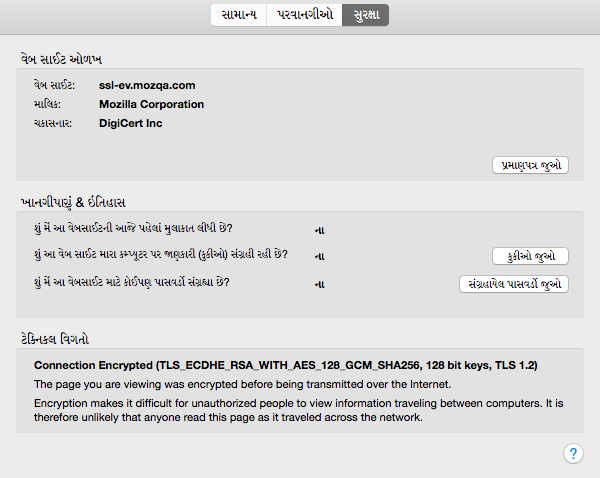 સામાન્ય પરવાનગીઓ સુરક્ષા
વેબ સાઈટ ઓળખ
વેબ સાઈટ: ssl-ev.mozqa.com
માલિક: Mozilla Corporation
ચકાસનાર: DigiCert Inc
પ્રમાણપત્ર જુઓ
ખાનગીપણું & ઈતિહાસ
શું મેં આ વેબસાઈટની આજે પહેલાં મુલાકાત લીધી છે? ના
શું આ વેબ સાઈટ મારા કમ્પ્યૂટર પર જાણકારી (કુકીઓ) સંગ્રહી રહી છે? ના કુકીઓ જુઓ
શું મેં આ વેબસાઈટ માટે કોઈપણ પાસવર્ડો સંગ્રહ્યા છે? ના સંગ્રહાયેલ પાસવર્ડો જુઓ
ટેક્નિકલ વિગતો
Connection Encrypted (TLS_ECDHE_RSA_WITH_AES_128_GCM_SHA256, 128 bit keys, TLS 1.2)
The page you are viewing was encrypted before being transmitted over the Internet.
Encryption makes it difficult for unauthorized people to view information traveling between computers. It is
therefore unlikely that anyone read this page as it traveled across the network.
?